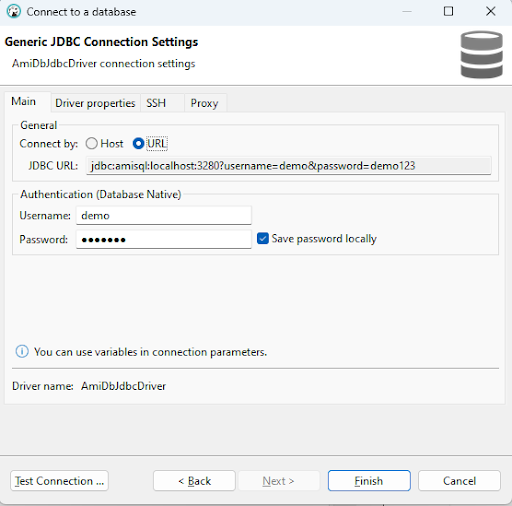 Connect to a database
Generic JDBC Connection Settings
AmiDbJdbcDriver connection settings
Main Driver properties SSH Proxy
General
Connect by: Host URL
JDBC URL: jdbc:amisql:localhost:3280?username=demo&password=demo123
Authentication (Database Native)
Username: demo
Password: ●●●●●●● Save password locally
You can use variables in connection parameters.
Driver name: AmiDbJdbcDriver
Test Connection ... < Back Next > Finish Cancel